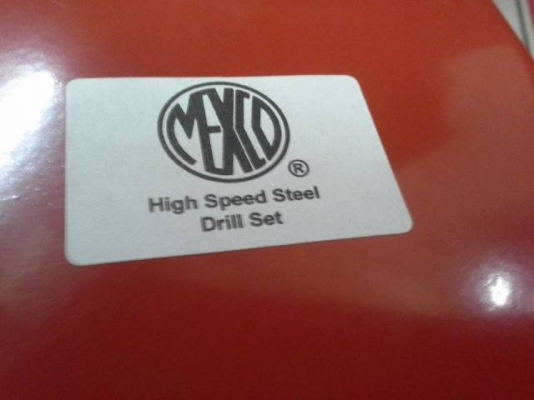 MEXCO
®
High Speed Steel
Drill Set